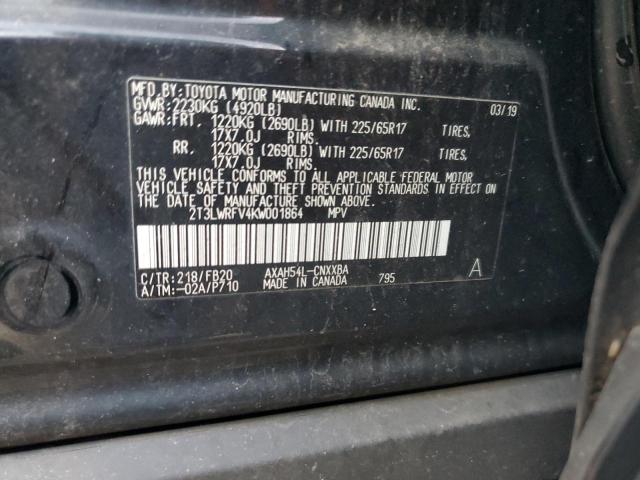 MFD. BY: TOYOTA MOTOR MANUFACTURING CANADA INC. 03/19
GVWR: 2230KG (4920LB)
GAWR: FRT. 1220KG (2690LB) WITH 225/65R17 TIRES,
17X7.0J RIMS.
RR. 1220KG (2690LB) WITH 225/65R17 TIRES,
17X7.0J RIMS.
THIS VEHICLE CONFORMS TO ALL APPLICABLE FEDERAL MOTOR
VEHICLE SAFETY AND THEFT PREVENTION STANDARDS IN EFFECT
ON THE DATE OF MANUFACTURE SHOWN ABOVE.
2T3LWRFV4KW001864 MPV
C/TR: 218/FB20 AXAH54L-CNXXBA A
A/TM: -02A/P710 MADE IN CANADA 795